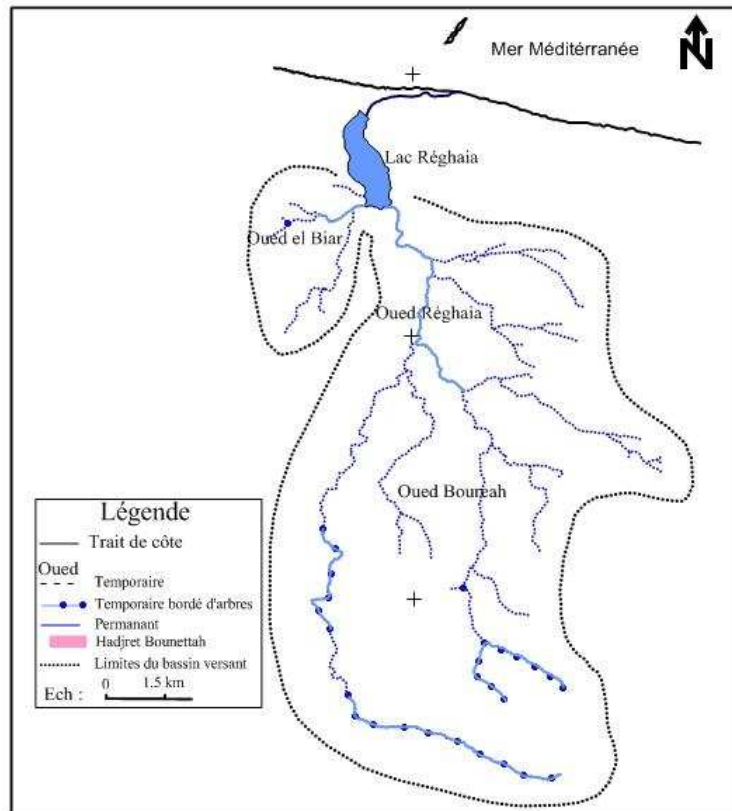 Mer Méditérranée
N
Lac Réghaia
Oued el Biar
Oued Réghaia
Oued Boureah
Légende
Trait de côte
Oued
Temporaire
Temporaire bordé d'arbres
Permanant
Hadjret Bounettah
Limites du bassin versant
Ech : 0 1.5 km